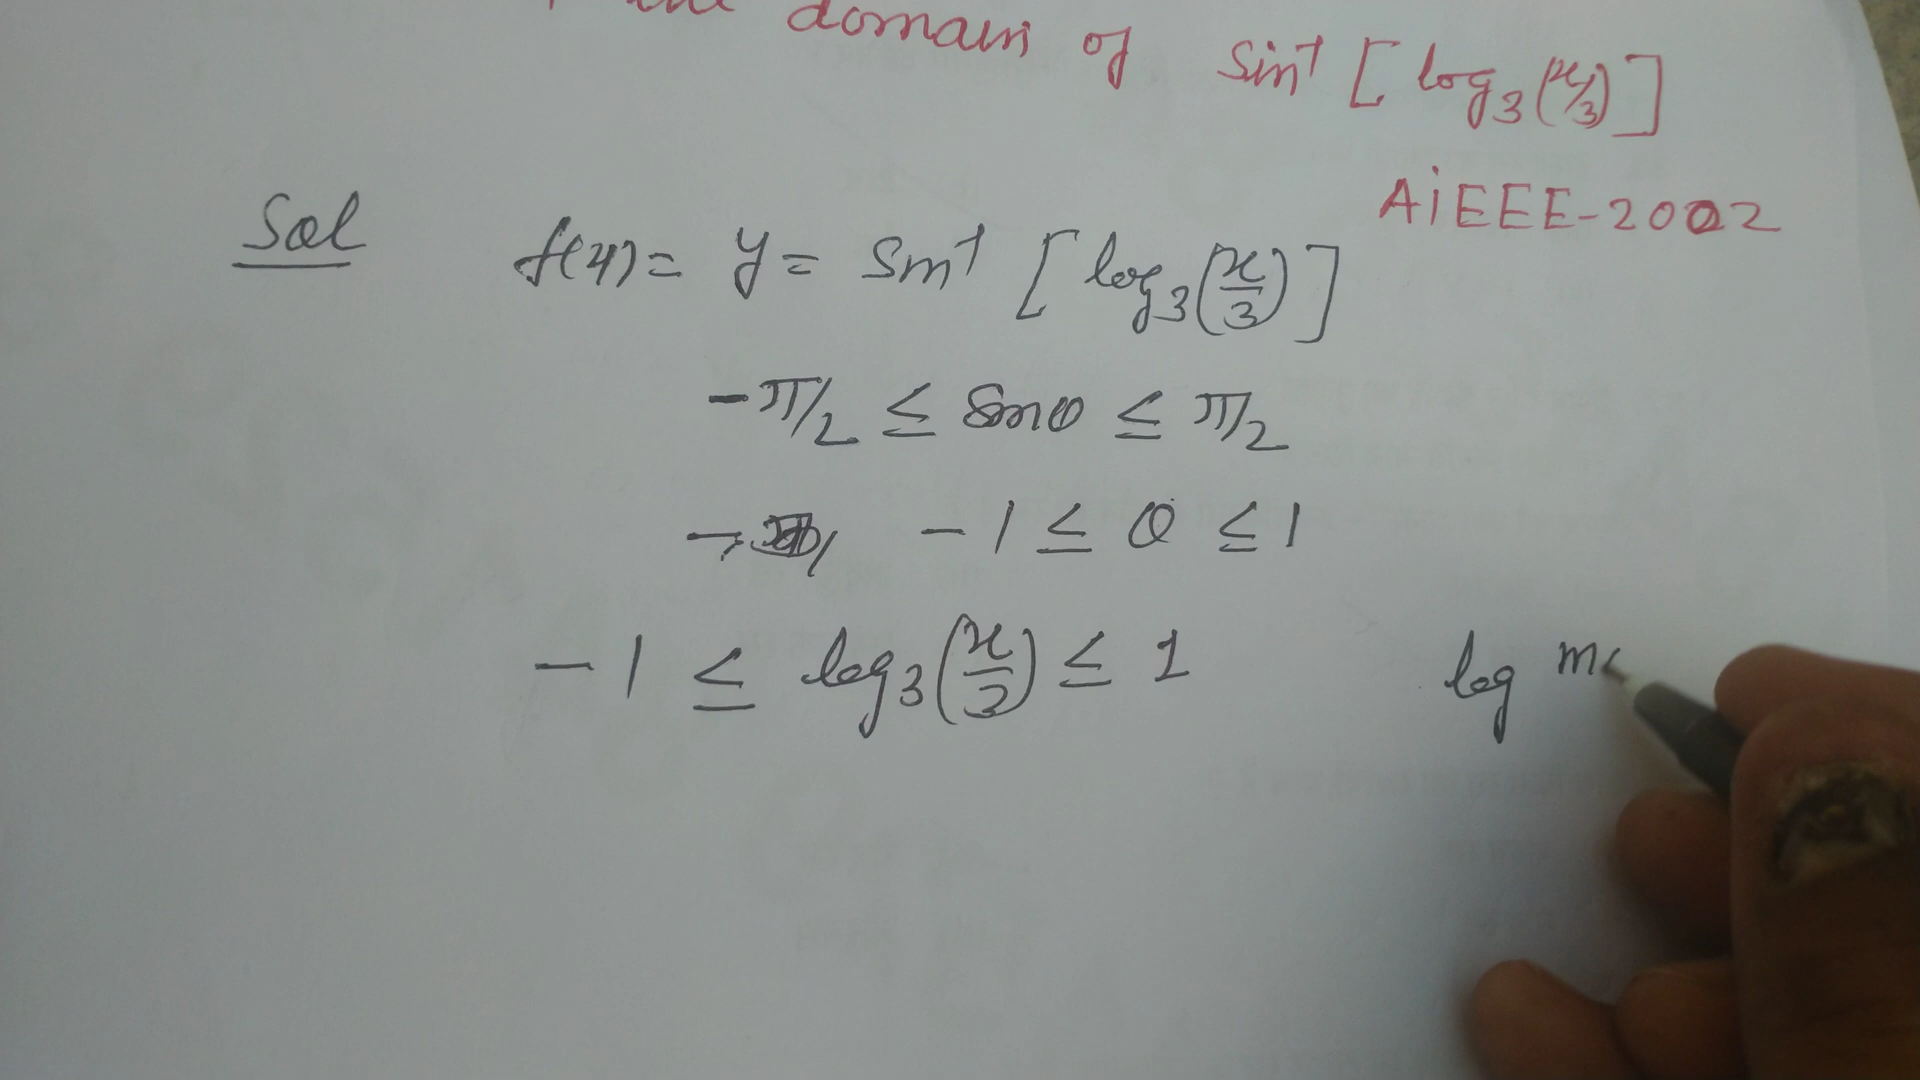 the domain of sin⁻¹ [log₃(x/3)]
AiEEE-2002
Sol f(x) = y = sin⁻¹ [log₃(x/3)]
-π/2 ≤ sinθ ≤ π/2
→ -1 ≤ θ ≤ 1
-1 ≤ log₃(x/3) ≤ 1
log m